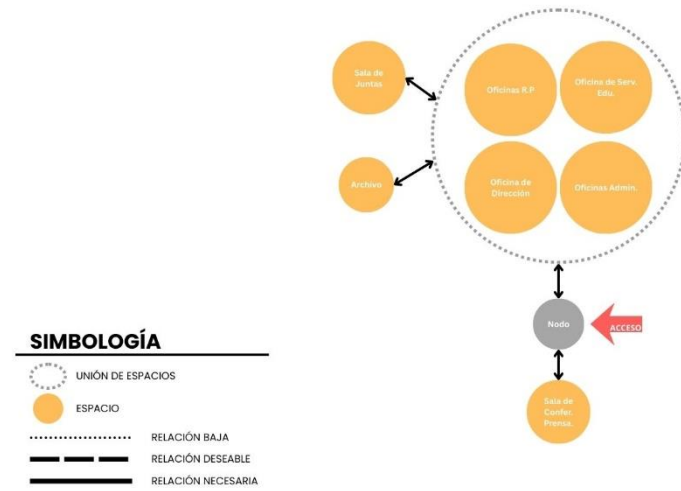 Sala de
Juntas
Oficinas R.P
Oficina de Serv.
Edu.
Archivo
Oficina de
Dirección
Oficinas Admin.
Nodo
ACCESO
Sala de
Confer.
Prensa.
SIMBOLOGÍA
UNIÓN DE ESPACIOS
ESPACIO
RELACIÓN BAJA
RELACIÓN DESEABLE
RELACIÓN NECESARIA